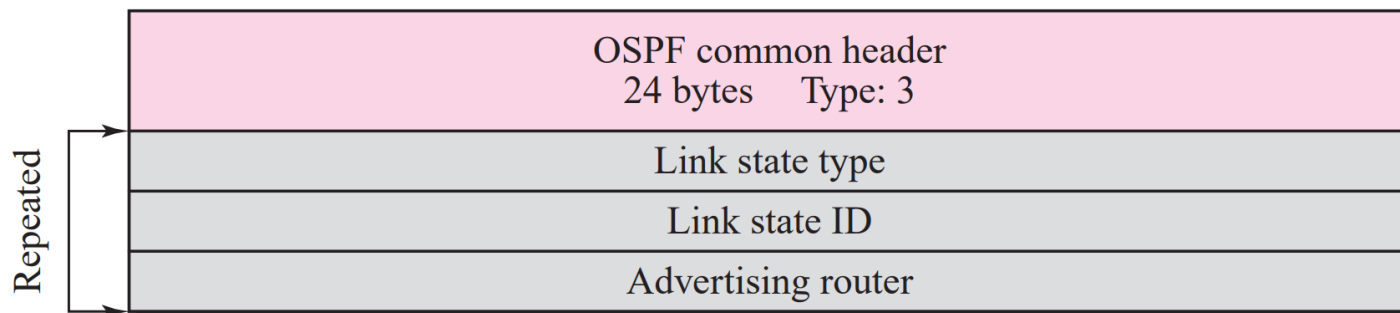 OSPF common header
24 bytes Type: 3
Repeated
Link state type
Link state ID
Advertising router